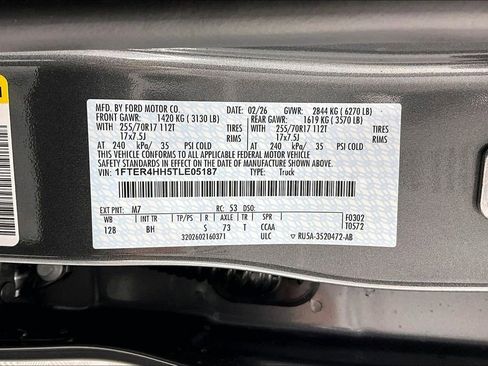 MFD. BY FORD MOTOR CO. 02/26 GVWR: 2844 KG ( 6270 LB)
FRONT GAWR: 1420 KG ( 3130 LB) REAR GAWR: 1619 KG ( 3570 LB)
WITH 255/70R17 112T TIRES WITH 255/70R17 112T TIRES
17x7.5J RIMS 17x7.5J RIMS
AT 240 kPa/ 35 PSI COLD AT 240 kPa/ 35 PSI COLD
THIS VEHICLE CONFORMS TO ALL APPLICABLE FEDERAL MOTOR VEHICLE
SAFETY STANDARDS IN EFFECT ON THE DATE OF MANUFACTURE SHOWN ABOVE.
VIN: 1FTER4HH5TLE05187 TYPE: Truck
EXT PNT: M7 RC: 53 DSO:
WB INT TR TP/PS R AXLE TR SPR F0302
128 BH S 73 T CCAA T0572
3202602160371 ULC RU5A-3520472-AB